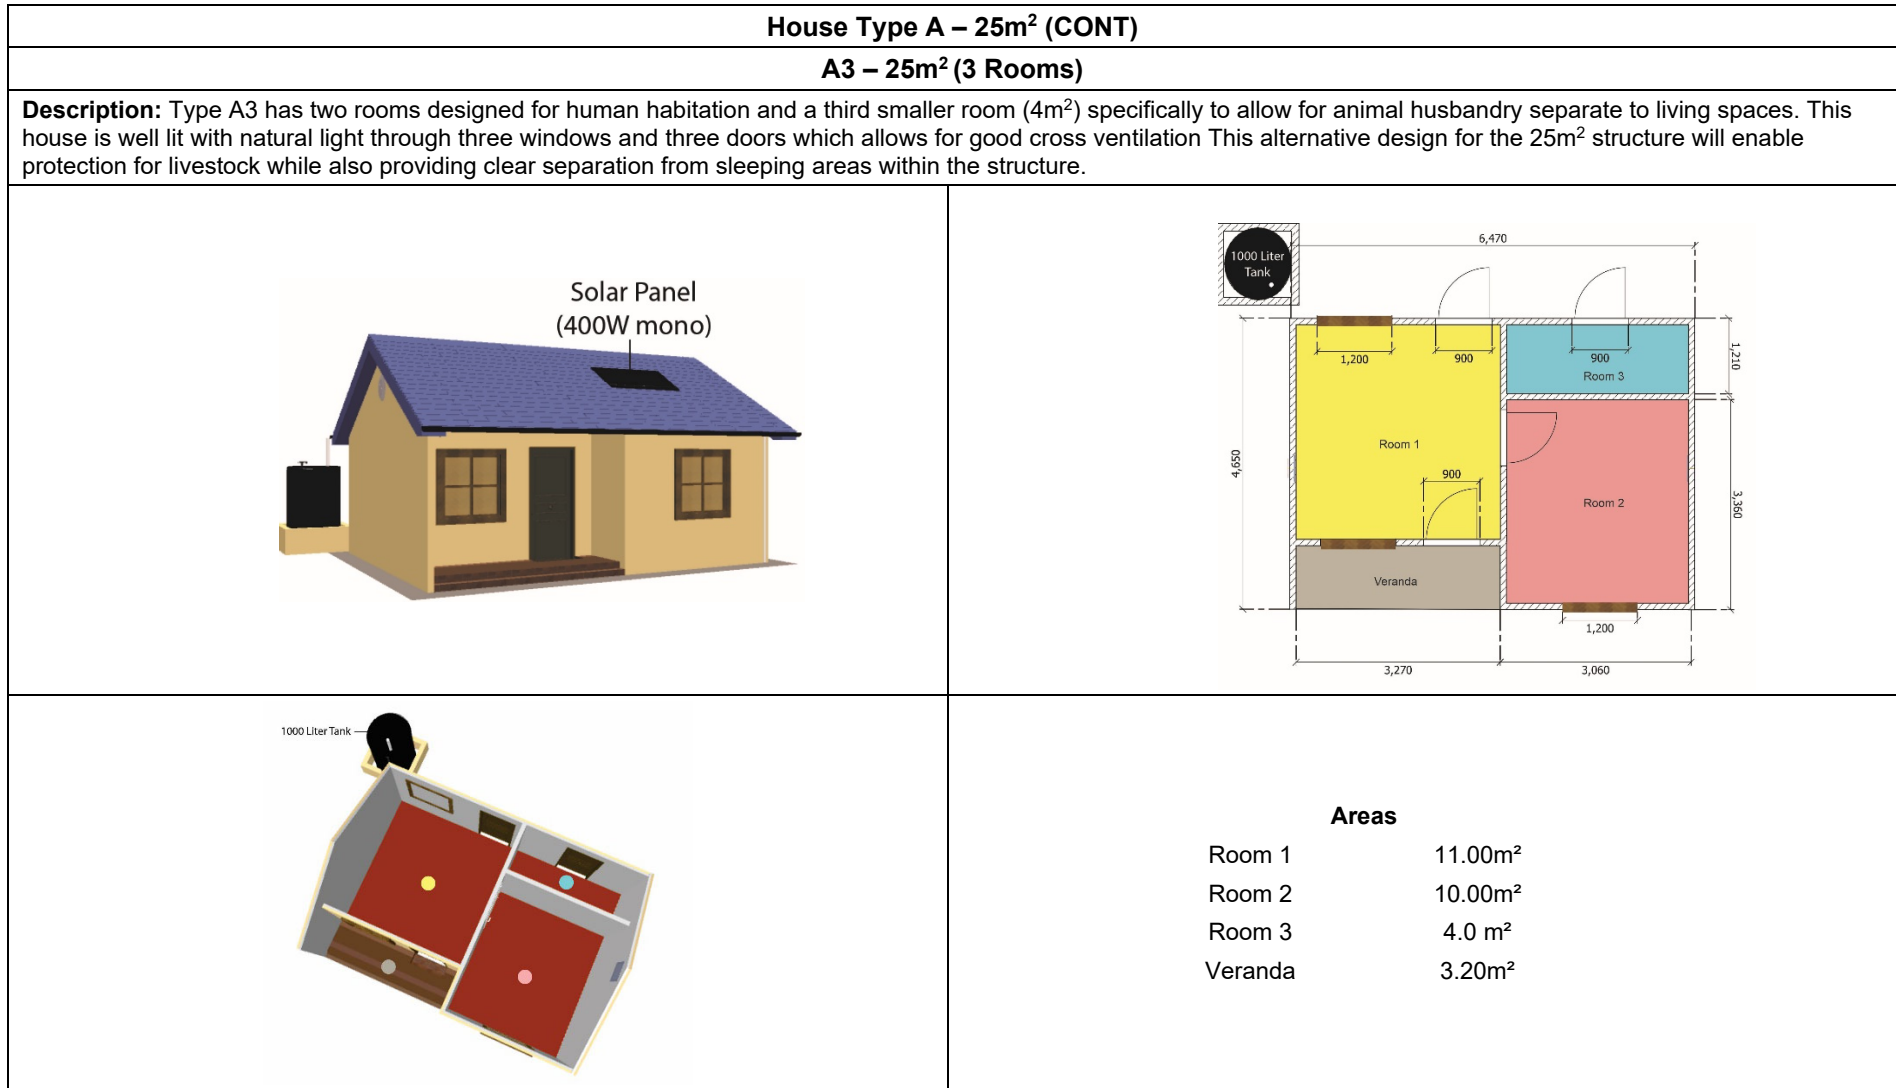 House Type A – 25m² (CONT)
A3 – 25m² (3 Rooms)
Description: Type A3 has two rooms designed for human habitation and a third smaller room (4m²) specifically to allow for animal husbandry separate to living spaces. This
house is well lit with natural light through three windows and three doors which allows for good cross ventilation This alternative design for the 25m² structure will enable
protection for livestock while also providing clear separation from sleeping areas within the structure.
Solar Panel
(400W mono)
1000 Liter
Tank
6,470
1,200
900
900
Room 3
1,210
Room 1
4,650
900
Room 2
3,360
Veranda
1,200
3,270
3,060
1000 Liter Tank
Areas
Room 1 11.00m²
Room 2 10.00m²
Room 3 4.0 m²
Veranda 3.20m²